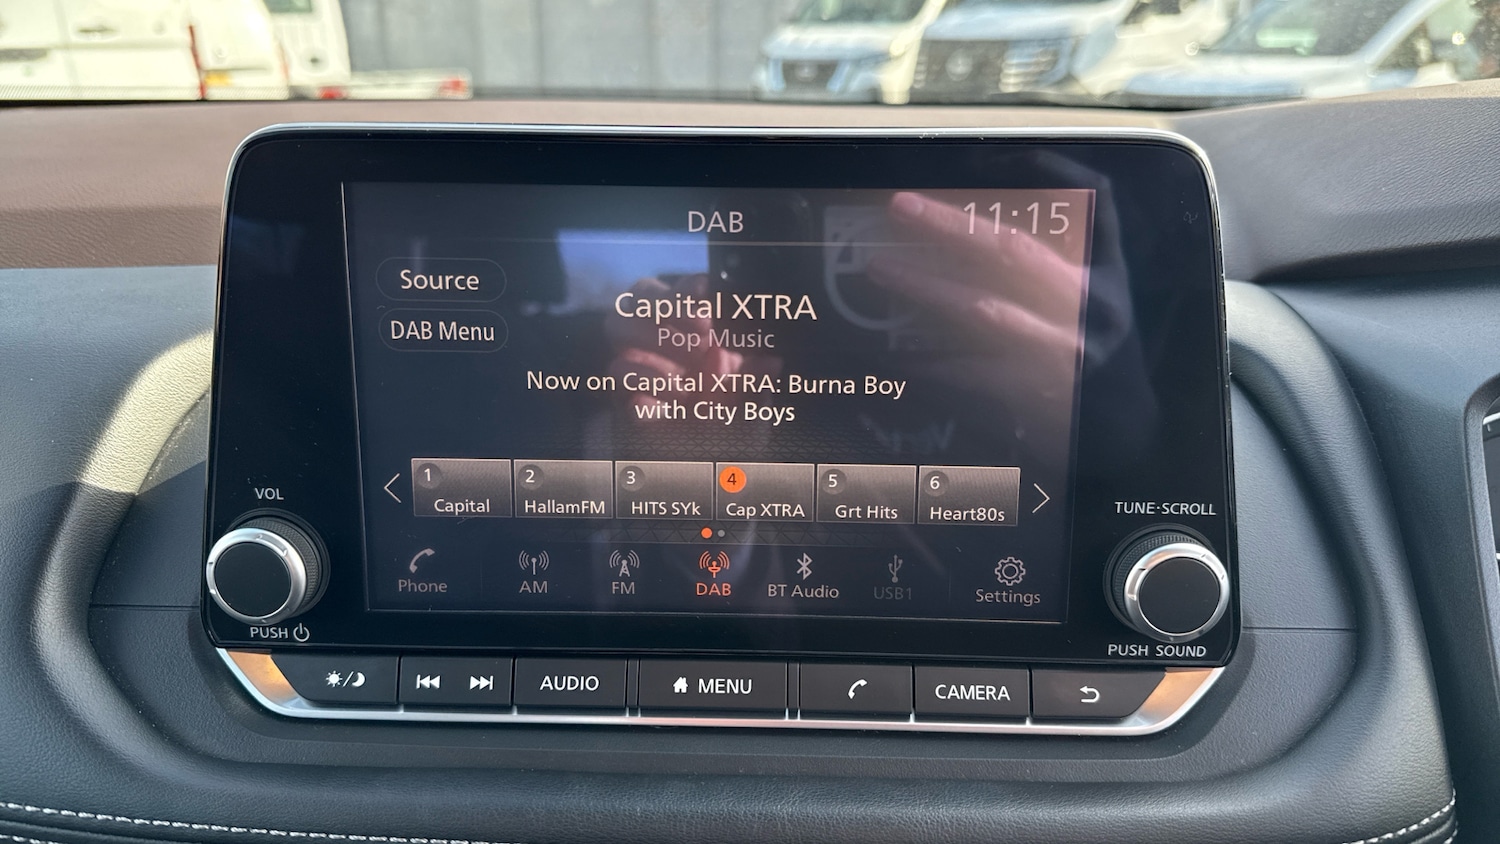 DAB
11:15
Source
DAB Menu
Capital XTRA
Pop Music
Now on Capital XTRA: Burna Boy
with City Boys
1
Capital
2
HallamFM
3
HITS SYk
4
Cap XTRA
5
Grt Hits
6
Heart80s
Phone
AM
FM
DAB
BT Audio
USB1
Settings
VOL
PUSH
TUNE·SCROLL
PUSH SOUND
AUDIO
MENU
CAMERA